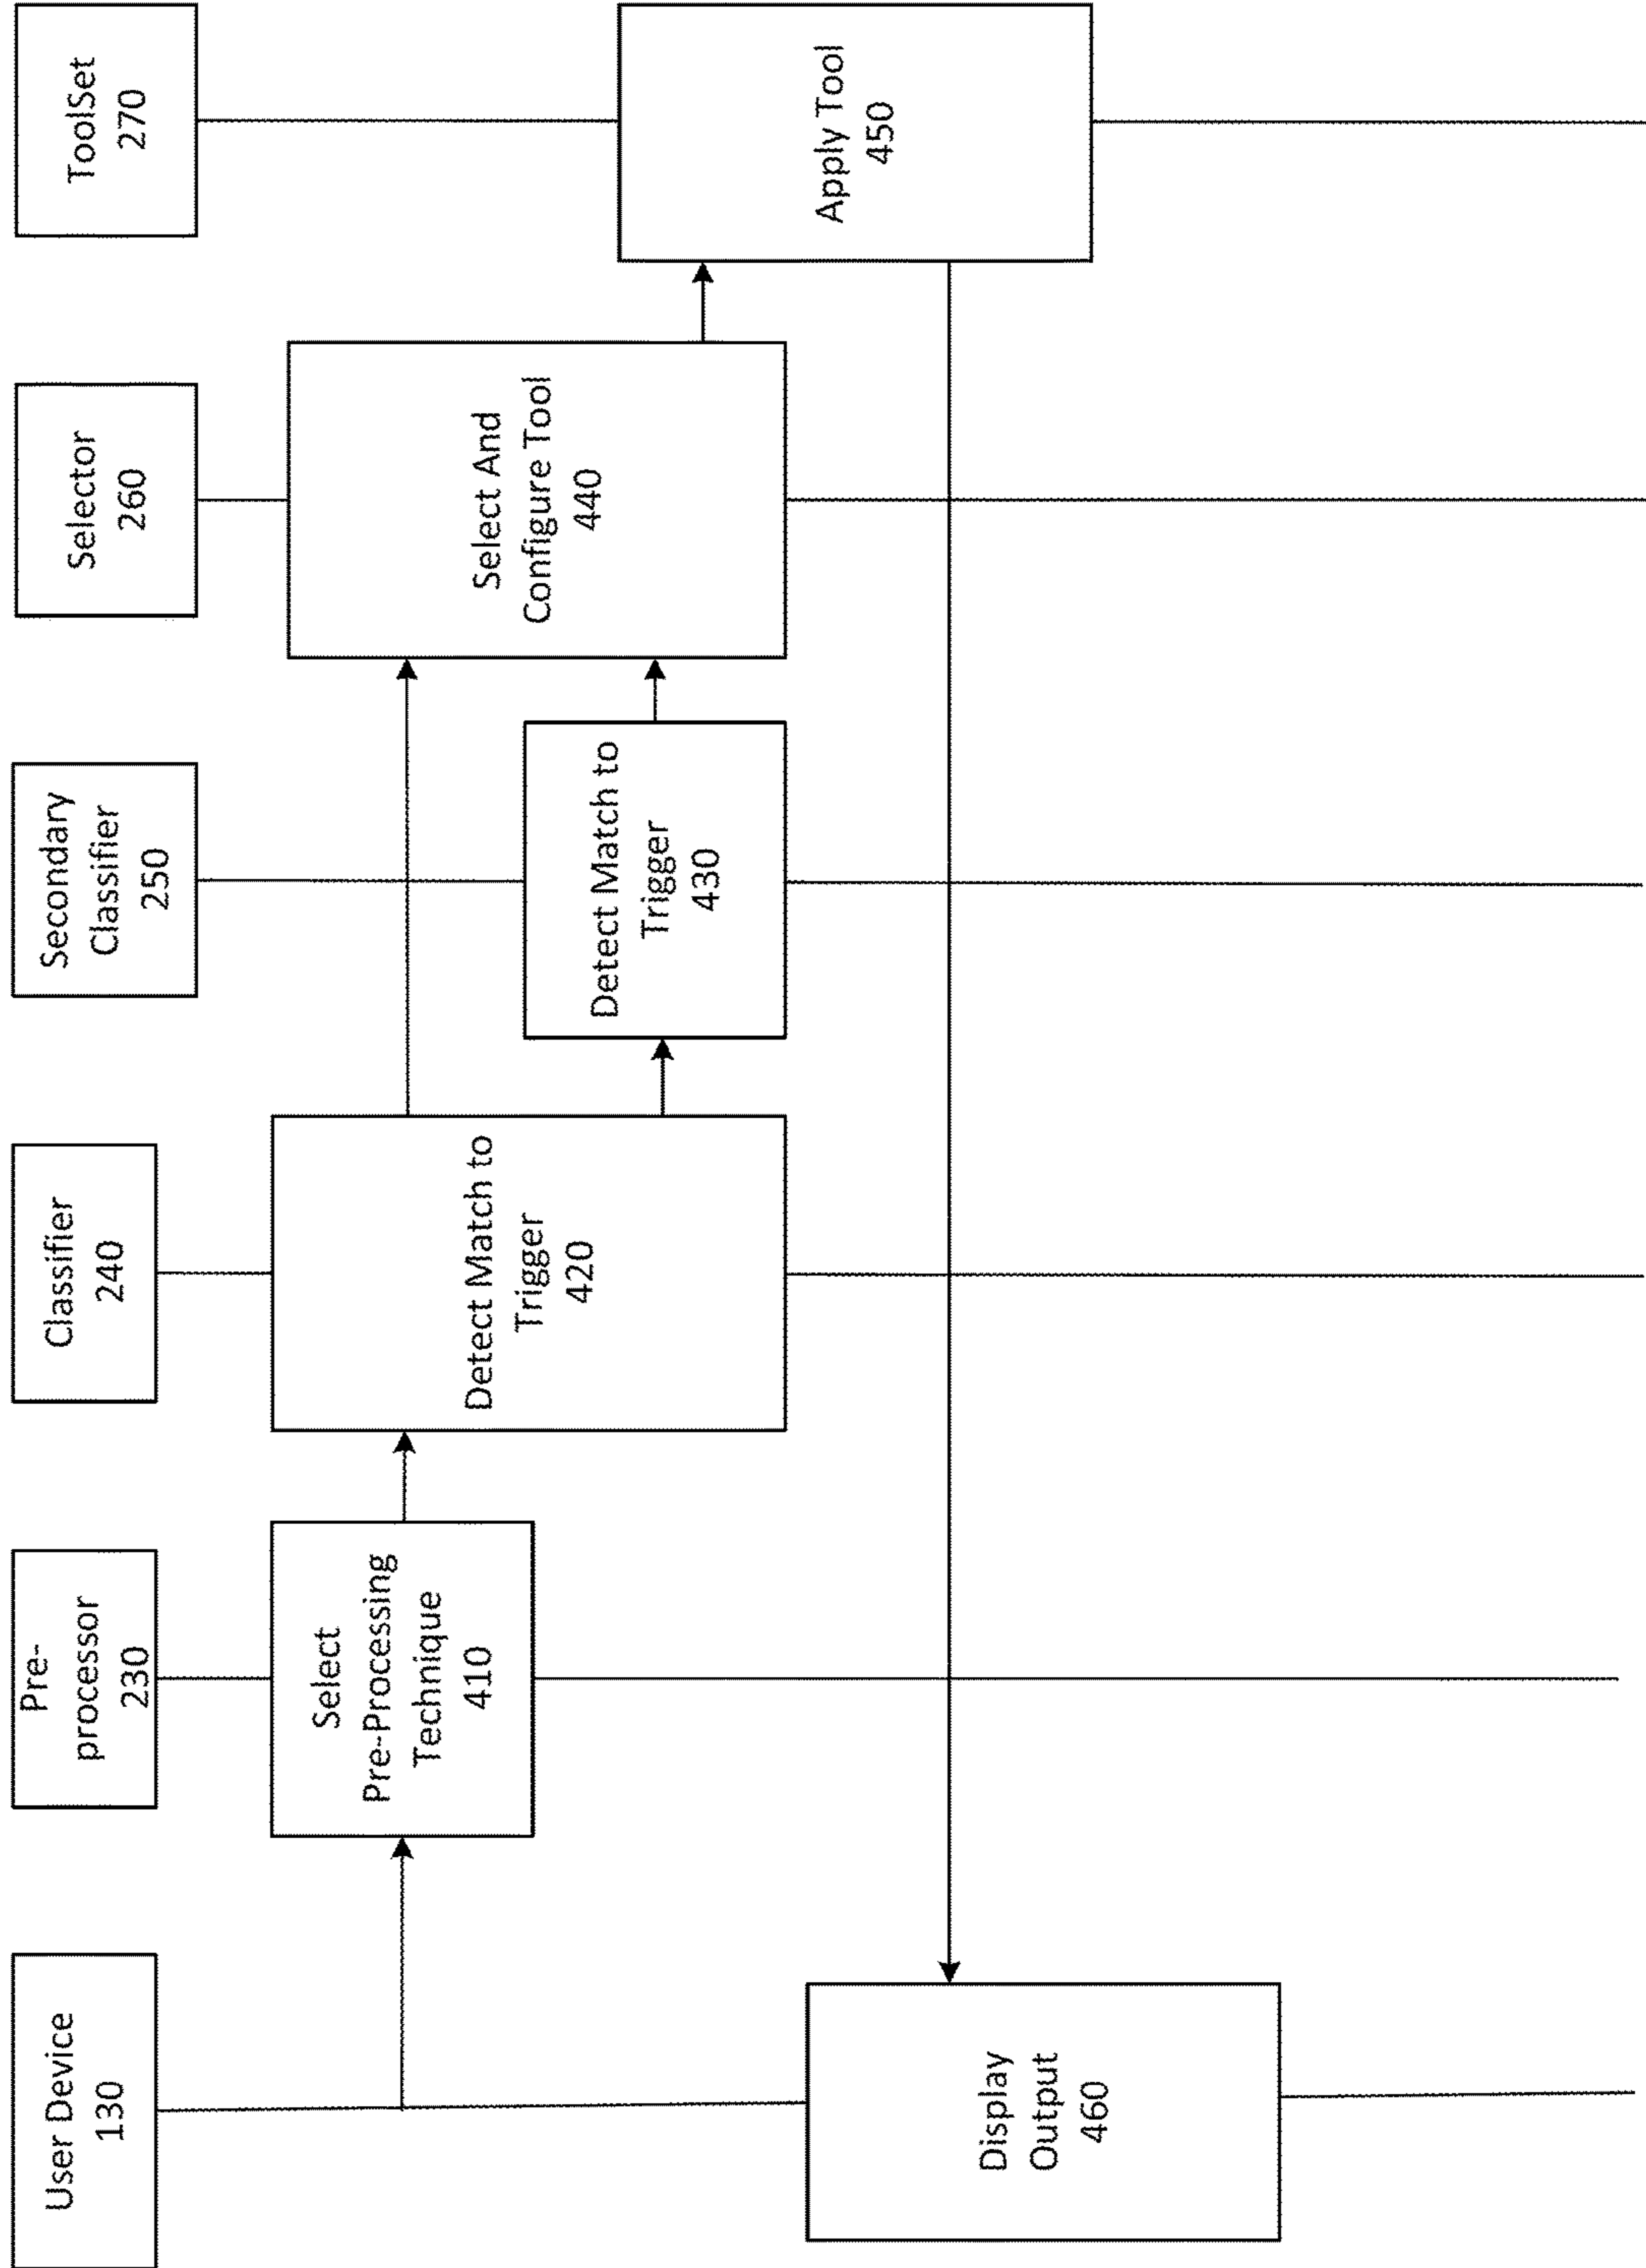 User Device
130
Pre-
processor
230
Classifier
240
Secondary
Classifier
250
Selector
260
ToolSet
270
Select
Pre-Processing
Technique
410
Detect Match to
Trigger
420
Detect Match to
Trigger
430
Select And
Configure Tool
440
Apply Tool
450
Display
Output
460